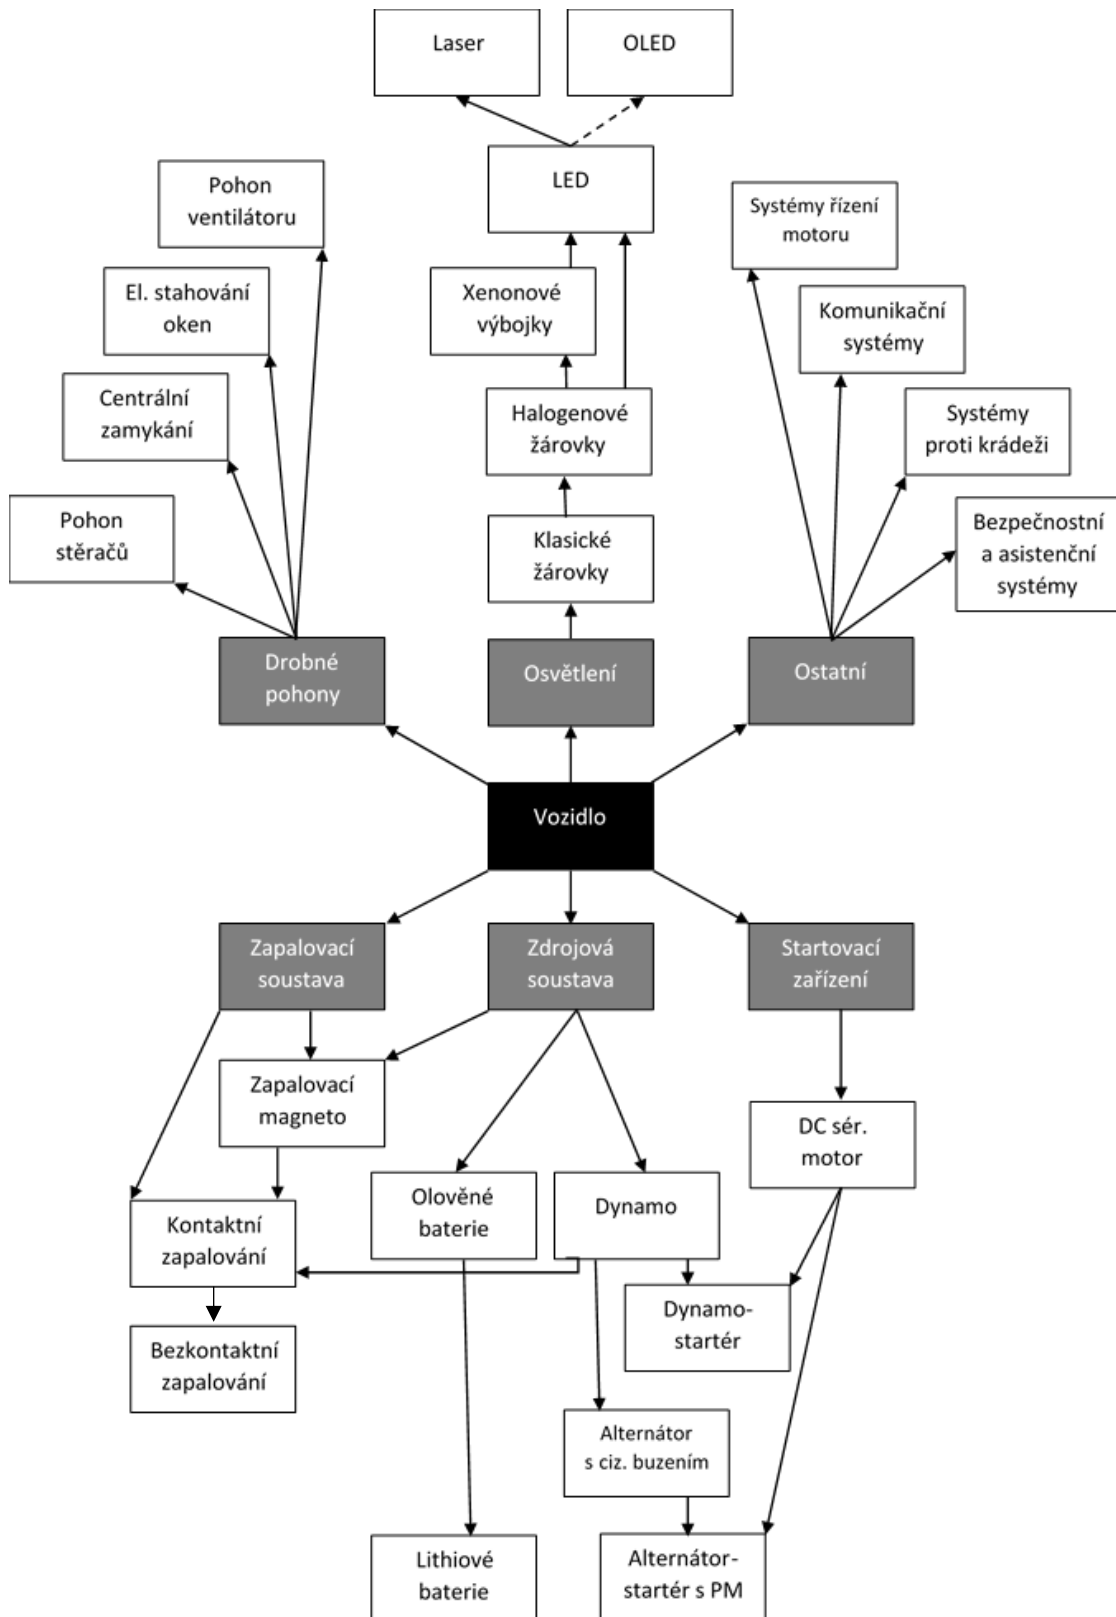 Laser
OLED
LED
Pohon
ventilátoru
Systémy řízení
motoru
El. stahování
oken
Xenonové
výbojky
Komunikační
systémy
Centrální
zamykání
Halogenové
žárovky
Systémy
proti krádeži
Pohon
stěračů
Klasické
žárovky
Bezpečnostní
a asistenční
systémy
Drobné
pohony
Osvětlení
Ostatní
Vozidlo
Zapalovací
soustava
Zdrojová
soustava
Startovací
zařízení
Zapalovací
magneto
DC sér.
motor
Olověné
baterie
Dynamo
Kontaktní
zapalování
Dynamo-
startér
Bezkontaktní
zapalování
Alternátor
s ciz. buzením
Lithiové
baterie
Alternátor-
startér s PM